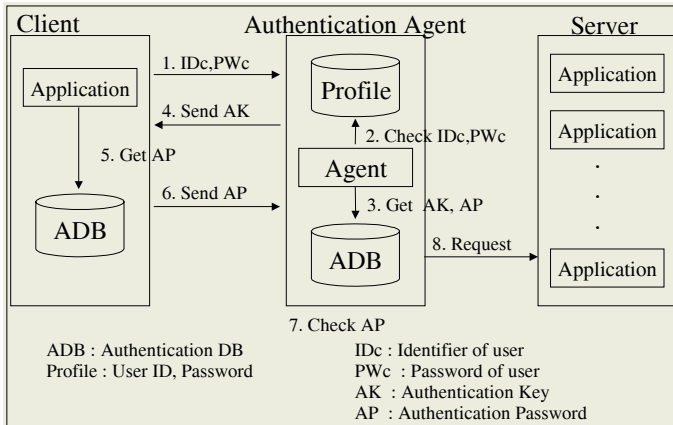 Client
Authentication Agent
Server
1. IDc,PWc
Application
Profile
Application
4. Send AK
2. Check IDc,PWc
Application
5. Get AP
Agent
6. Send AP
3. Get AK, AP
ADB
ADB
8. Request
Application
7. Check AP
ADB : Authentication DB
Profile : User ID, Password
IDc : Identifier of user
PWc : Password of user
AK : Authentication Key
AP : Authentication Password